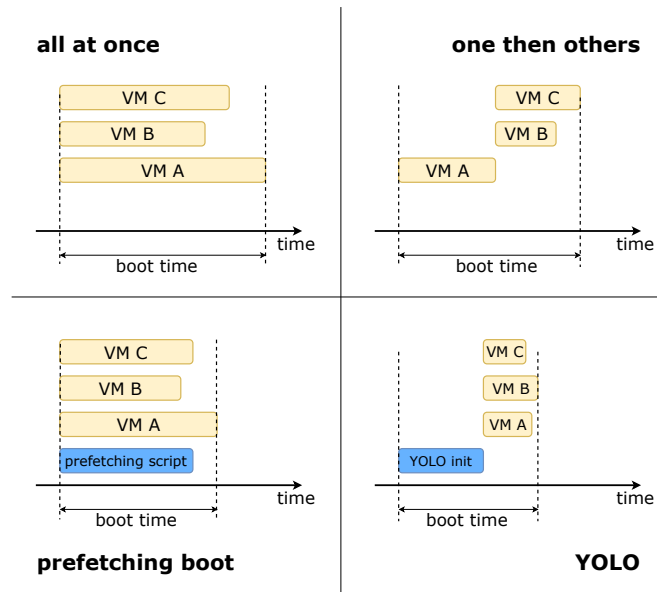 all at once
VM C
VM B
VM A
time
boot time
one then others
VM C
VM B
VM A
time
boot time
VM C
VM B
VM A
prefetching script
time
boot time
prefetching boot
VM C
VM B
VM A
YOLO init
time
boot time
YOLO